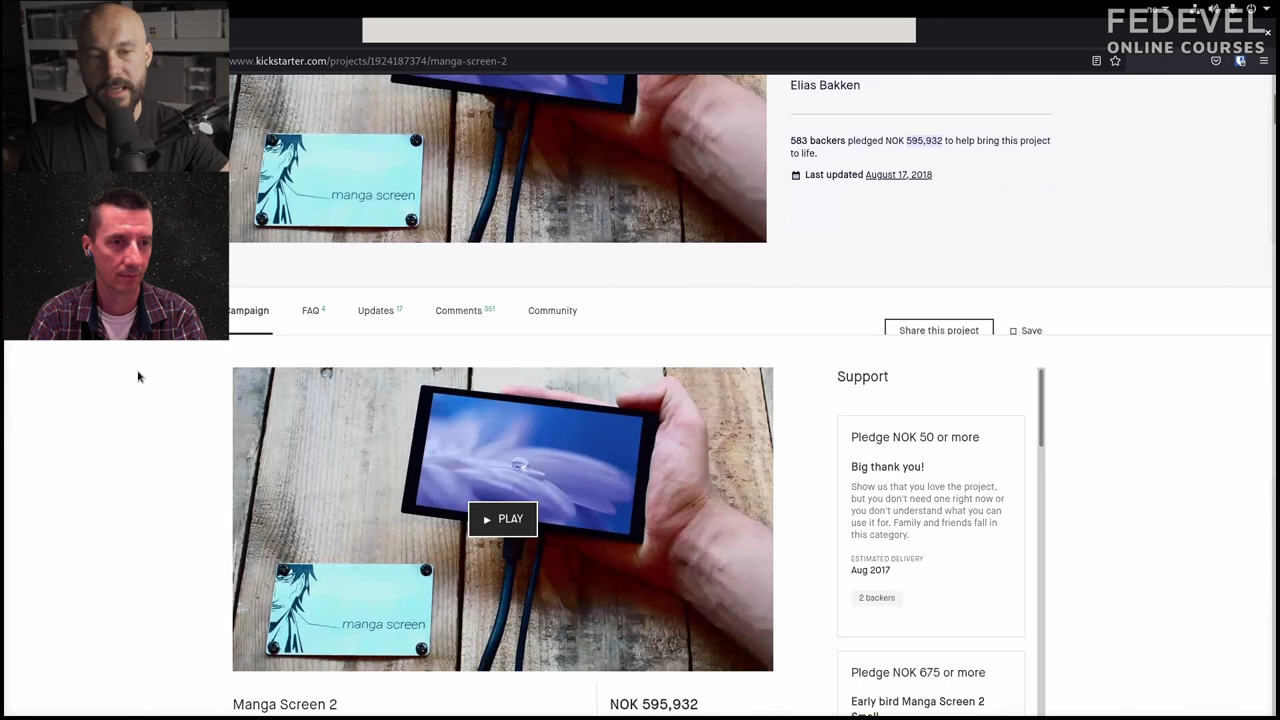 FEDEVEL
ONLINE COURSES
www.kickstarter.com/projects/1924187374/manga-screen-2
Elias Bakken
583 backers pledged NOK 595,932 to help bring this project
to life.
Last updated August 17, 2018
manga screen
Campaign
FAQ 4
Updates 17
Comments 351
Community
Share this project
Save
Support
Pledge NOK 50 or more
Big thank you!
Show us that you love the project,
but you don't need one right now or
you don't understand what you can
use it for. Family and friends fall in
this category.
ESTIMATED DELIVERY
Aug 2017
2 backers
PLAY
manga screen
Pledge NOK 675 or more
Early bird Manga Screen 2
Small
Manga Screen 2
NOK 595,932